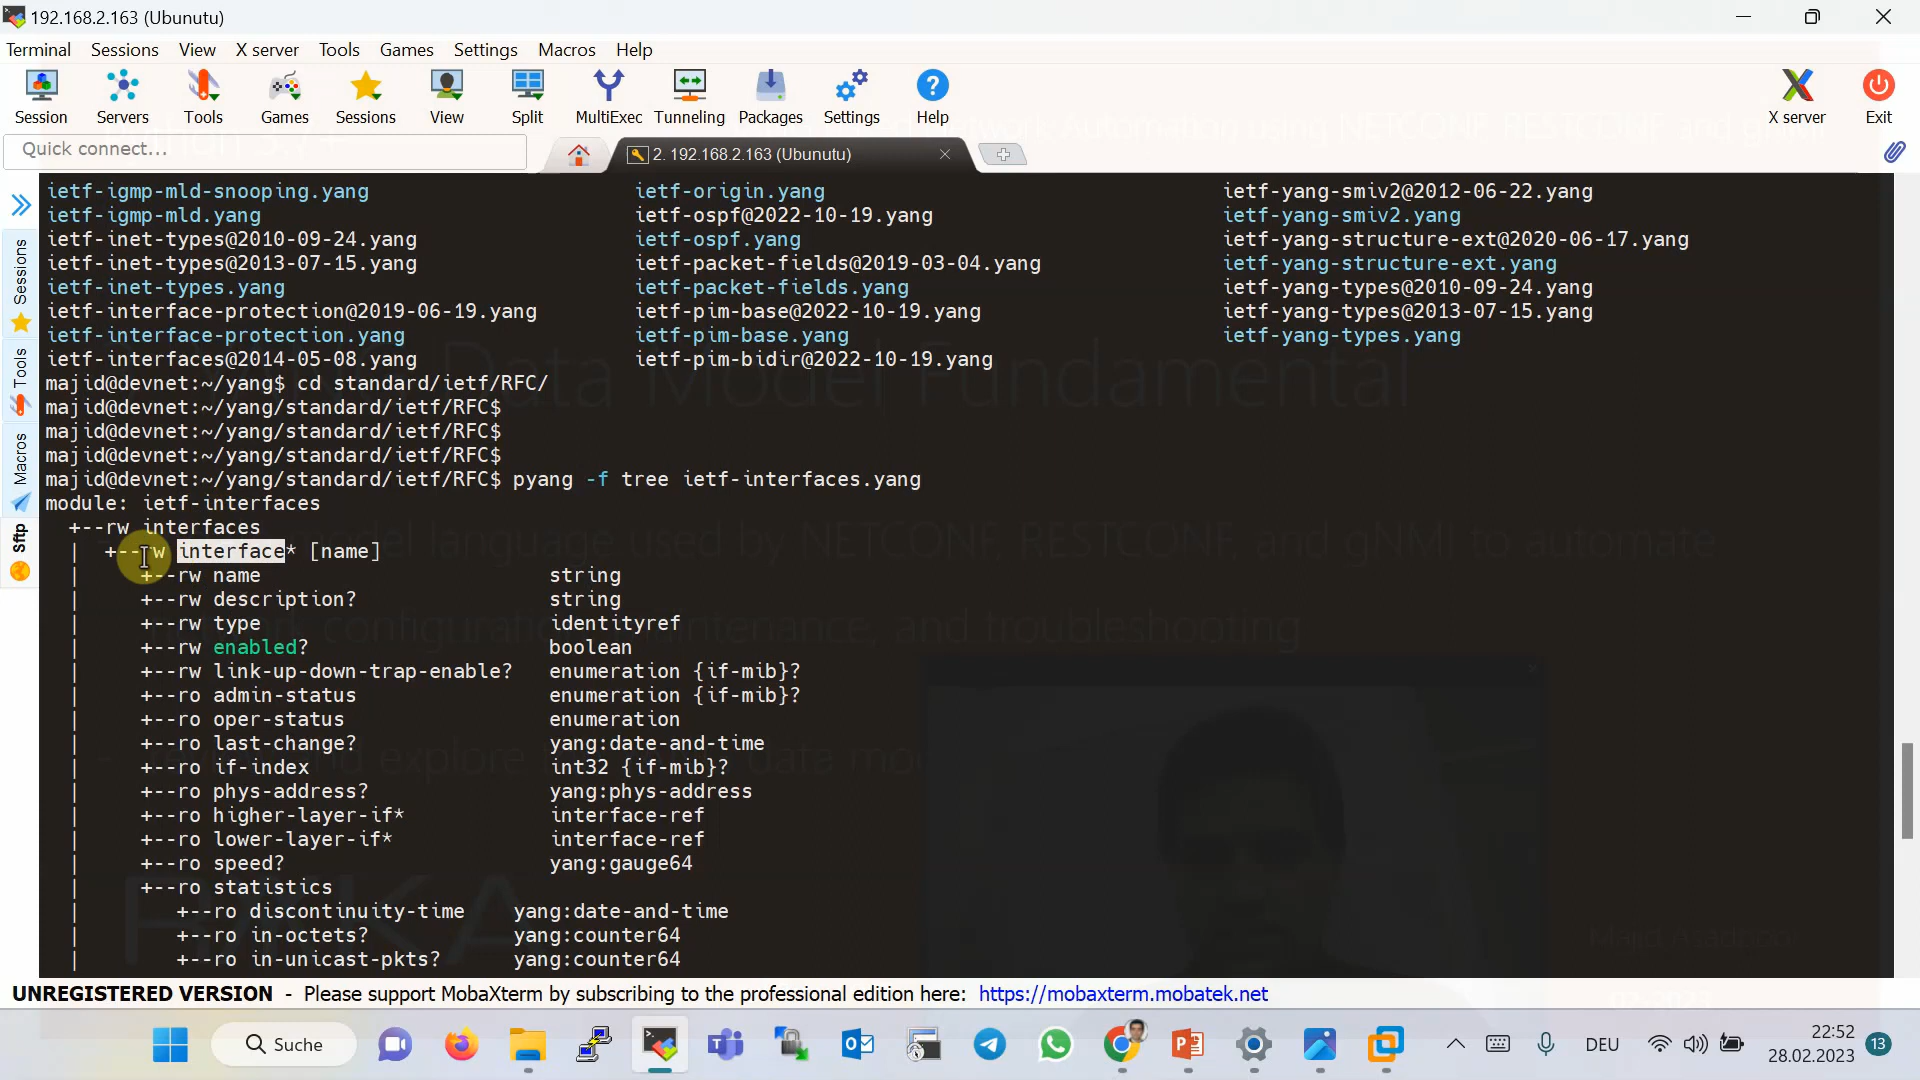 192.168.2.163 (Ubunutu)
Terminal Sessions View X server Tools Games Settings Macros Help
Session Servers Tools Games Sessions View Split MultiExec Tunneling Packages Settings Help X server Exit
Quick connect... 2. 192.168.2.163 (Ubunutu)
Sessions
Tools
Macros
Sftp
ietf-igmp-mld-snooping.yang ietf-origin.yang ietf-yang-smiv2@2012-06-22.yang
ietf-igmp-mld.yang ietf-ospf@2022-10-19.yang ietf-yang-smiv2.yang
ietf-inet-types@2010-09-24.yang ietf-ospf.yang ietf-yang-structure-ext@2020-06-17.yang
ietf-inet-types@2013-07-15.yang ietf-packet-fields@2019-03-04.yang ietf-yang-structure-ext.yang
ietf-inet-types.yang ietf-packet-fields.yang ietf-yang-types@2010-09-24.yang
ietf-interface-protection@2019-06-19.yang ietf-pim-base@2022-10-19.yang ietf-yang-types@2013-07-15.yang
ietf-interface-protection.yang ietf-pim-base.yang ietf-yang-types.yang
ietf-interfaces@2014-05-08.yang ietf-pim-bidir@2022-10-19.yang
majid@devnet:~/yang$ cd standard/ietf/RFC/
majid@devnet:~/yang/standard/ietf/RFC$
majid@devnet:~/yang/standard/ietf/RFC$
majid@devnet:~/yang/standard/ietf/RFC$
majid@devnet:~/yang/standard/ietf/RFC$ pyang -f tree ietf-interfaces.yang
module: ietf-interfaces
+--rw interfaces
| +--rw interface* [name]
| +--rw name string
| +--rw description? string
| +--rw type identityref
| +--rw enabled? boolean
| +--rw link-up-down-trap-enable? enumeration {if-mib}?
| +--ro admin-status enumeration {if-mib}?
| +--ro oper-status enumeration
| +--ro last-change? yang:date-and-time
| +--ro if-index int32 {if-mib}?
| +--ro phys-address? yang:phys-address
| +--ro higher-layer-if* interface-ref
| +--ro lower-layer-if* interface-ref
| +--ro speed? yang:gauge64
| +--ro statistics
| +--ro discontinuity-time yang:date-and-time
| +--ro in-octets? yang:counter64
| +--ro in-unicast-pkts? yang:counter64
UNREGISTERED VERSION - Please support MobaXterm by subscribing to the professional edition here: https://mobaxterm.mobatek.net
Suche DEU 22:52 13
28.02.2023